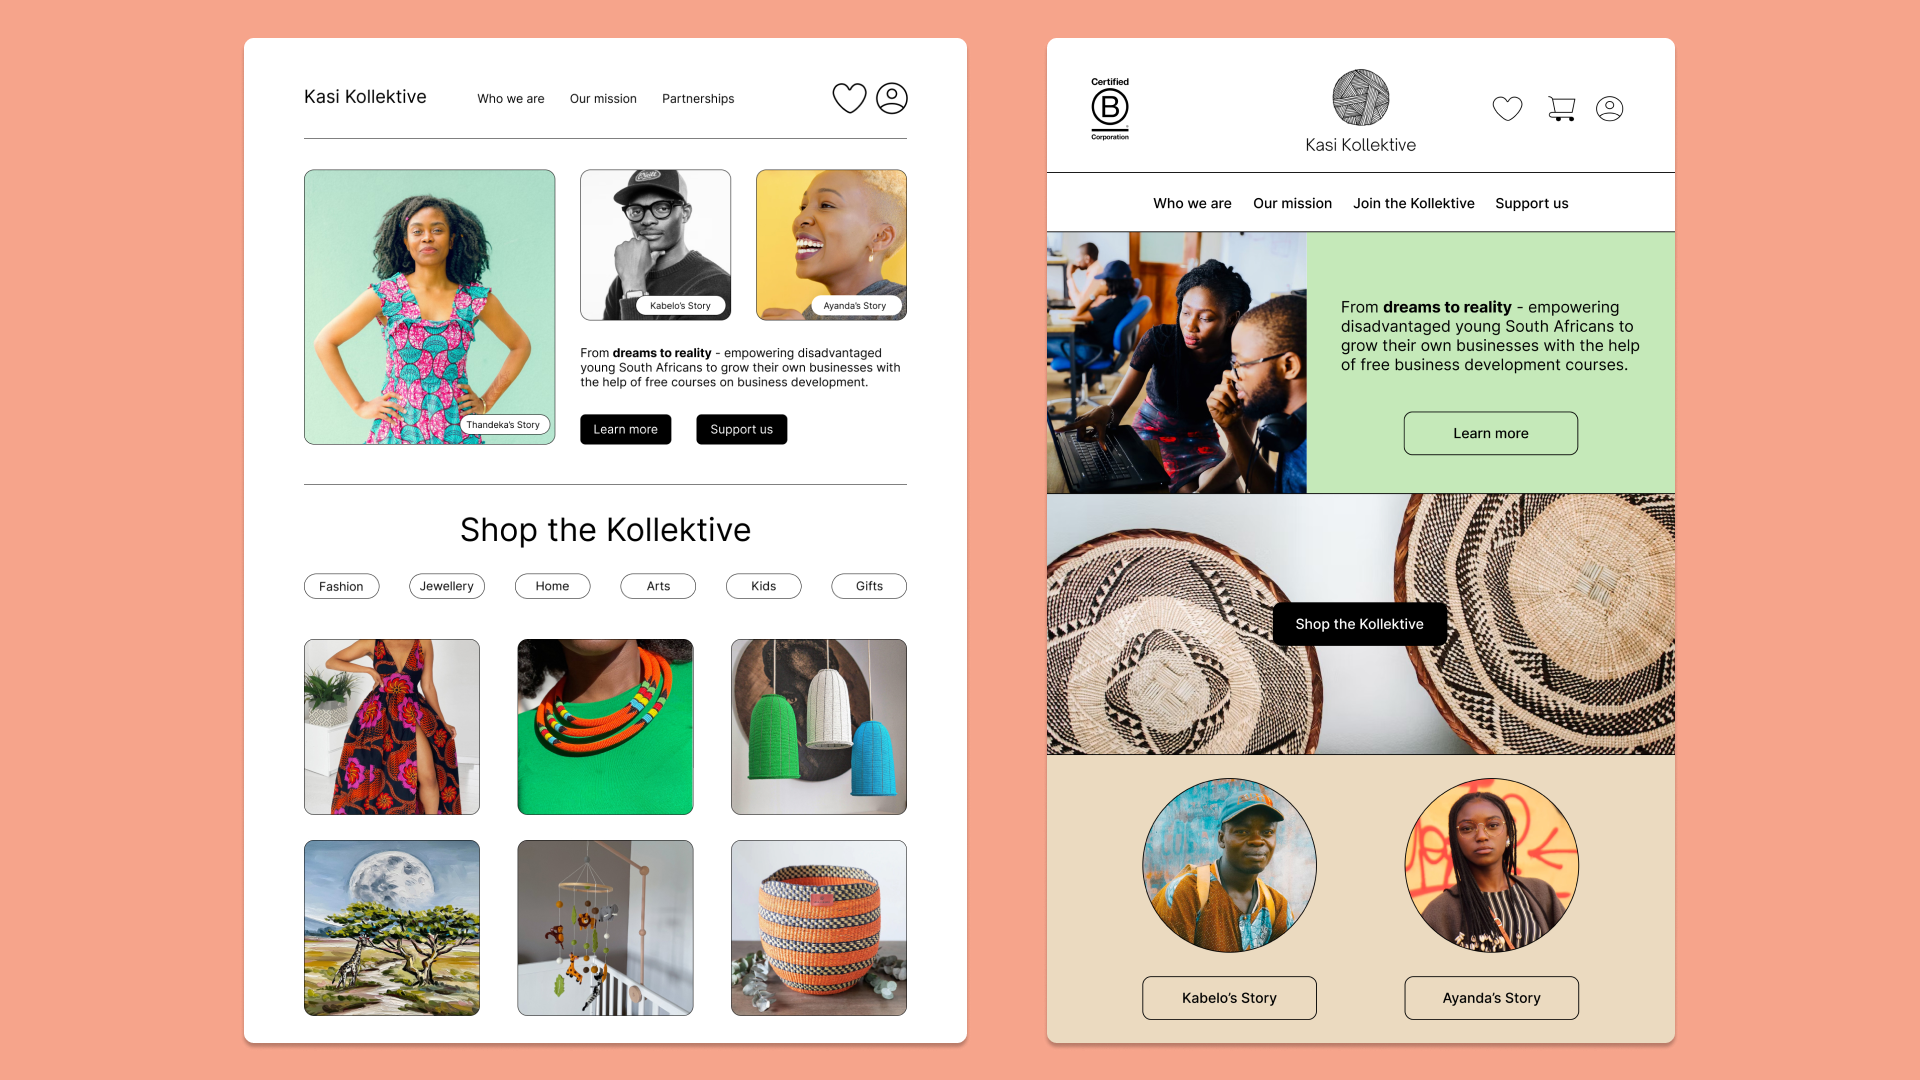 Kasi Kollektive
Who we are
Our mission
Partnerships
Kabelo's Story
Ayanda's Story
Thandeka's Story
From dreams to reality - empowering disadvantaged
young South Africans to grow their own businesses with
the help of free courses on business development.
Learn more
Support us
Shop the Kollektive
Fashion
Jewellery
Home
Arts
Kids
Gifts
Certified
B
Corporation
Kasi Kollektive
Who we are
Our mission
Join the Kollektive
Support us
From dreams to reality - empowering
disadvantaged young South Africans to
grow their own businesses with the help
of free business development courses.
Learn more
Shop the Kollektive
Kabelo's Story
Ayanda's Story